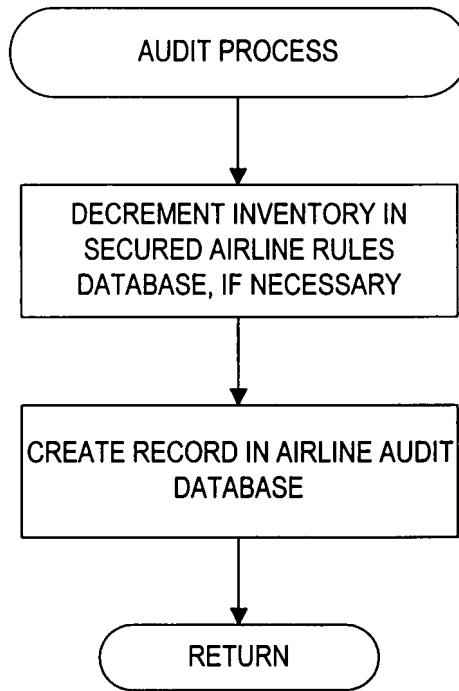 AUDIT PROCESS
DECREMENT INVENTORY IN
SECURED AIRLINE RULES
DATABASE, IF NECESSARY
CREATE RECORD IN AIRLINE AUDIT
DATABASE
RETURN